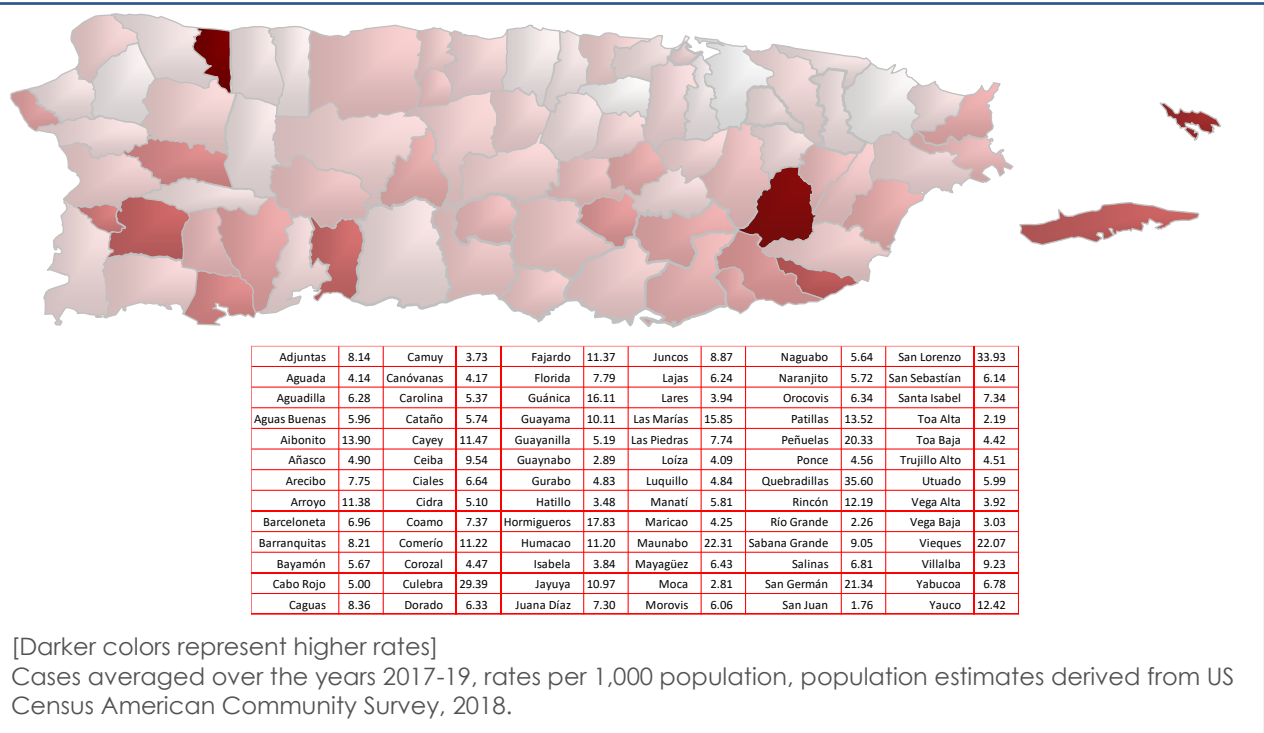 Adjuntas 8.14 Camuy 3.73 Fajardo 11.37 Juncos 8.87 Naguabo 5.64 San Lorenzo 33.93
Aguada 4.14 Canóvanas 4.17 Florida 7.79 Lajas 6.24 Naranjito 5.72 San Sebastían 6.14
Aguadilla 6.28 Carolina 5.37 Guánica 16.11 Lares 3.94 Orocovis 6.34 Santa Isabel 7.34
Aguas Buenas 5.96 Cataño 5.74 Guayama 10.11 Las Marías 15.85 Patillas 13.52 Toa Alta 2.19
Aibonito 13.90 Cayey 11.47 Guayanilla 5.19 Las Piedras 7.74 Peñuelas 20.33 Toa Baja 4.42
Añasco 4.90 Ceiba 9.54 Guaynabo 2.89 Loíza 4.09 Ponce 4.56 Trujillo Alto 4.51
Arecibo 7.75 Ciales 6.64 Gurabo 4.83 Luquillo 4.84 Quebradillas 35.60 Utuado 5.99
Arroyo 11.38 Cidra 5.10 Hatillo 3.48 Manatí 5.81 Rincón 12.19 Vega Alta 3.92
Barceloneta 6.96 Coamo 7.37 Hormigueros 17.83 Maricao 4.25 Río Grande 2.26 Vega Baja 3.03
Barranquitas 8.21 Comerío 11.22 Humacao 11.20 Maunabo 22.31 Sabana Grande 9.05 Vieques 22.07
Bayamón 5.67 Corozal 4.47 Isabela 3.84 Mayagüez 6.43 Salinas 6.81 Villalba 9.23
Cabo Rojo 5.00 Culebra 29.39 Jayuya 10.97 Moca 2.81 San Germán 21.34 Yabucoa 6.78
Caguas 8.36 Dorado 6.33 Juana Díaz 7.30 Morovis 6.06 San Juan 1.76 Yauco 12.42
[Darker colors represent higher rates]
Cases averaged over the years 2017-19, rates per 1,000 population, population estimates derived from US
Census American Community Survey, 2018.